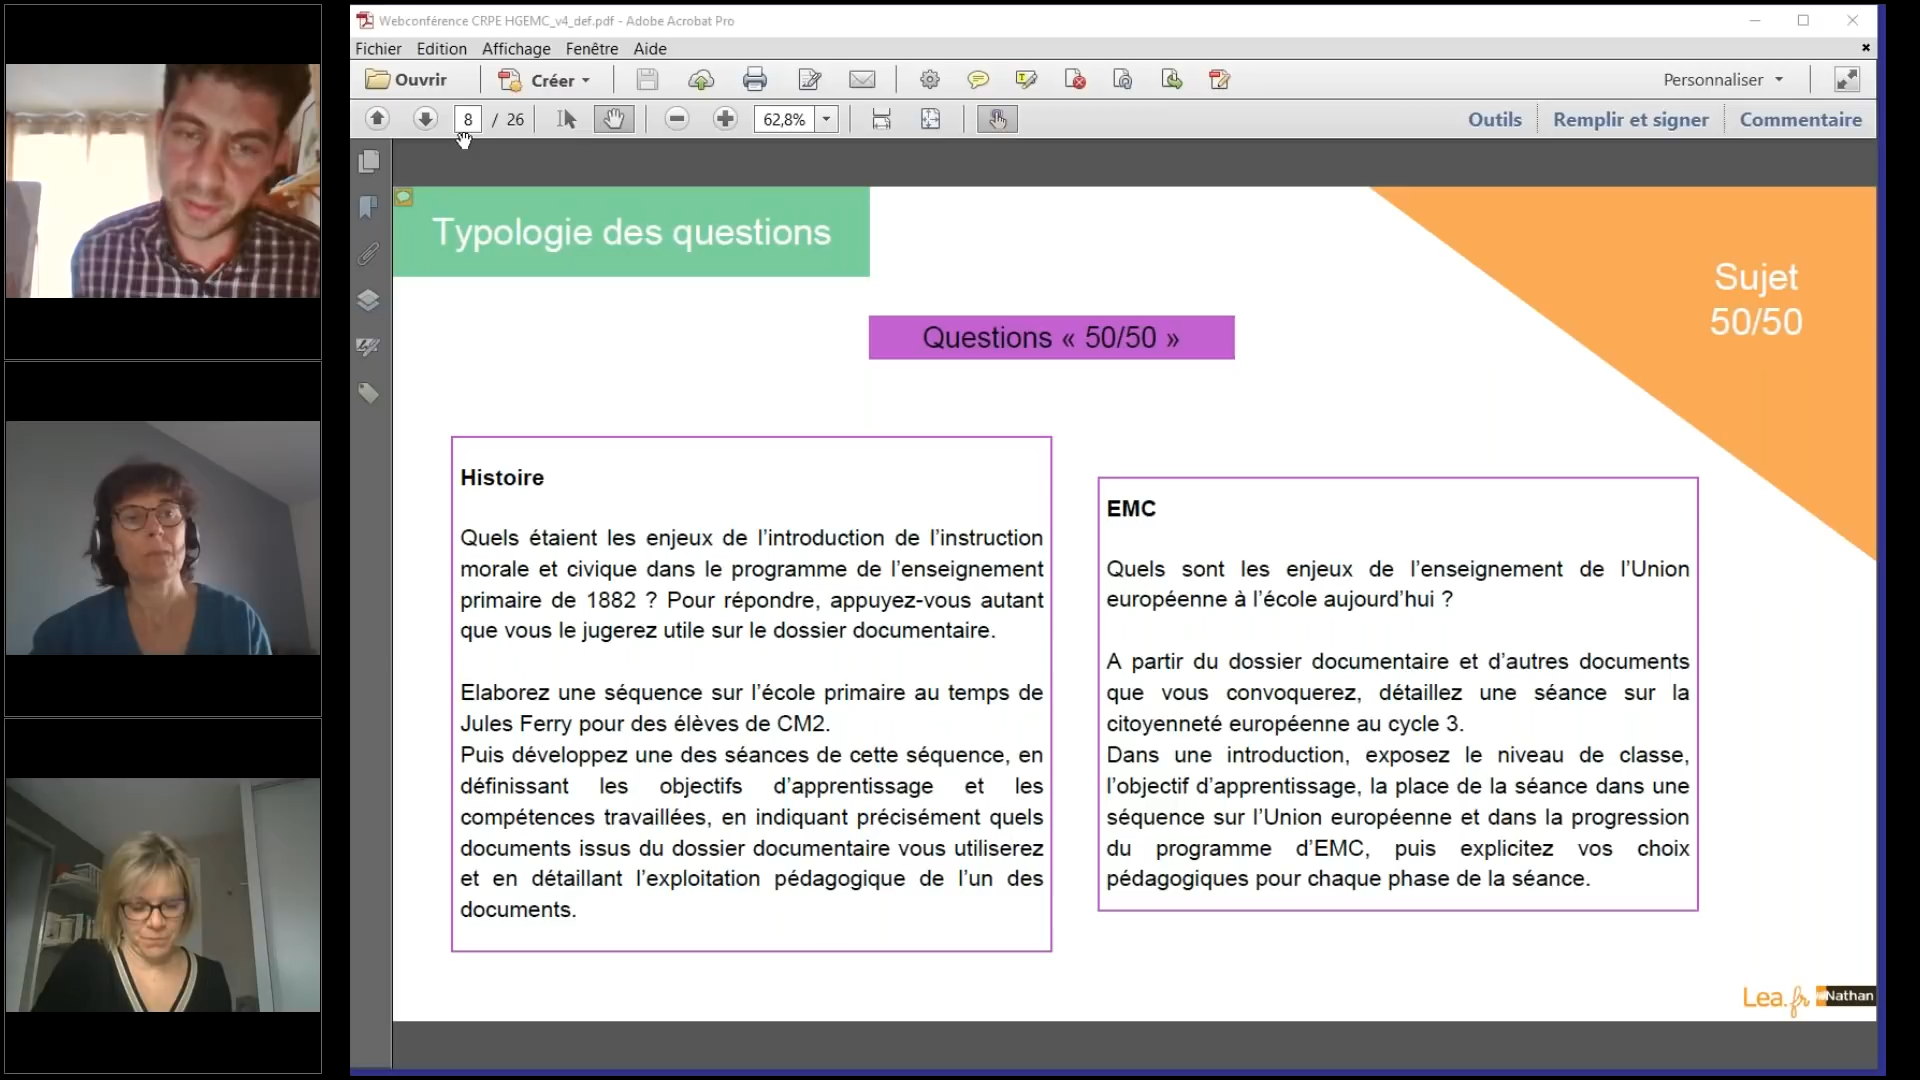 Webconférence CRPE HGEMC_v4_def.pdf - Adobe Acrobat Pro
Fichier Edition Affichage Fenêtre Aide
Ouvrir Créer Personnaliser
8 / 26 62,8% Outils Remplir et signer Commentaire
Typologie des questions
Sujet
50/50
Questions « 50/50 »
Histoire
Quels étaient les enjeux de l'introduction de l'instruction
morale et civique dans le programme de l'enseignement
primaire de 1882 ? Pour répondre, appuyez-vous autant
que vous le jugerez utile sur le dossier documentaire.
Elaborez une séquence sur l'école primaire au temps de
Jules Ferry pour des élèves de CM2.
Puis développez une des séances de cette séquence, en
définissant les objectifs d'apprentissage et les
compétences travaillées, en indiquant précisément quels
documents issus du dossier documentaire vous utiliserez
et en détaillant l'exploitation pédagogique de l'un des
documents.
EMC
Quels sont les enjeux de l'enseignement de l'Union
européenne à l'école aujourd'hui ?
A partir du dossier documentaire et d'autres documents
que vous convoquerez, détaillez une séance sur la
citoyenneté européenne au cycle 3.
Dans une introduction, exposez le niveau de classe,
l'objectif d'apprentissage, la place de la séance dans une
séquence sur l'Union européenne et dans la progression
du programme d'EMC, puis explicitez vos choix
pédagogiques pour chaque phase de la séance.
Lea.fr Nathan